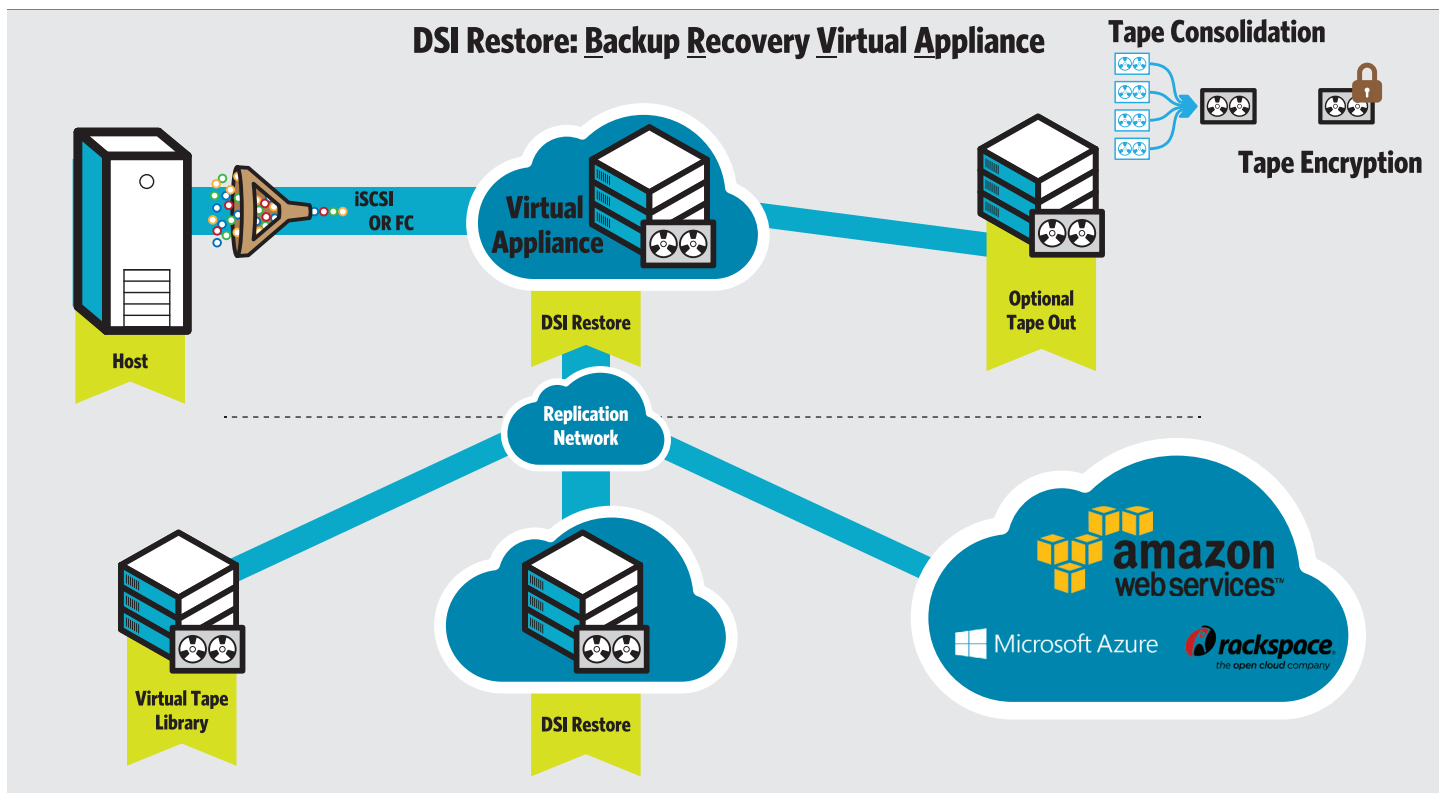 DSI Restore: Backup Recovery Virtual Appliance
Tape Consolidation
Tape Encryption
iSCSI
OR FC
Virtual
Appliance
Host
DSI Restore
Optional
Tape Out
Replication
Network
Virtual Tape
Library
DSI Restore
amazon
web services™
Microsoft Azure
rackspace®
the open cloud company